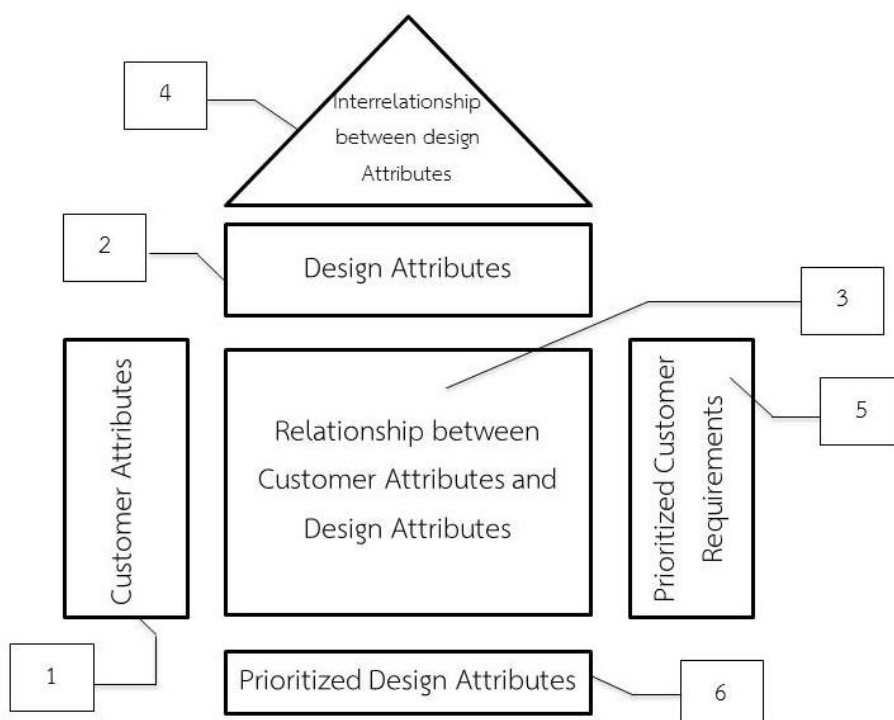 4
Interrelationship
between design
Attributes
2
Design Attributes
3
Customer Attributes
Relationship between
Customer Attributes and
Design Attributes
Prioritized Customer
Requirements
5
1
Prioritized Design Attributes
6